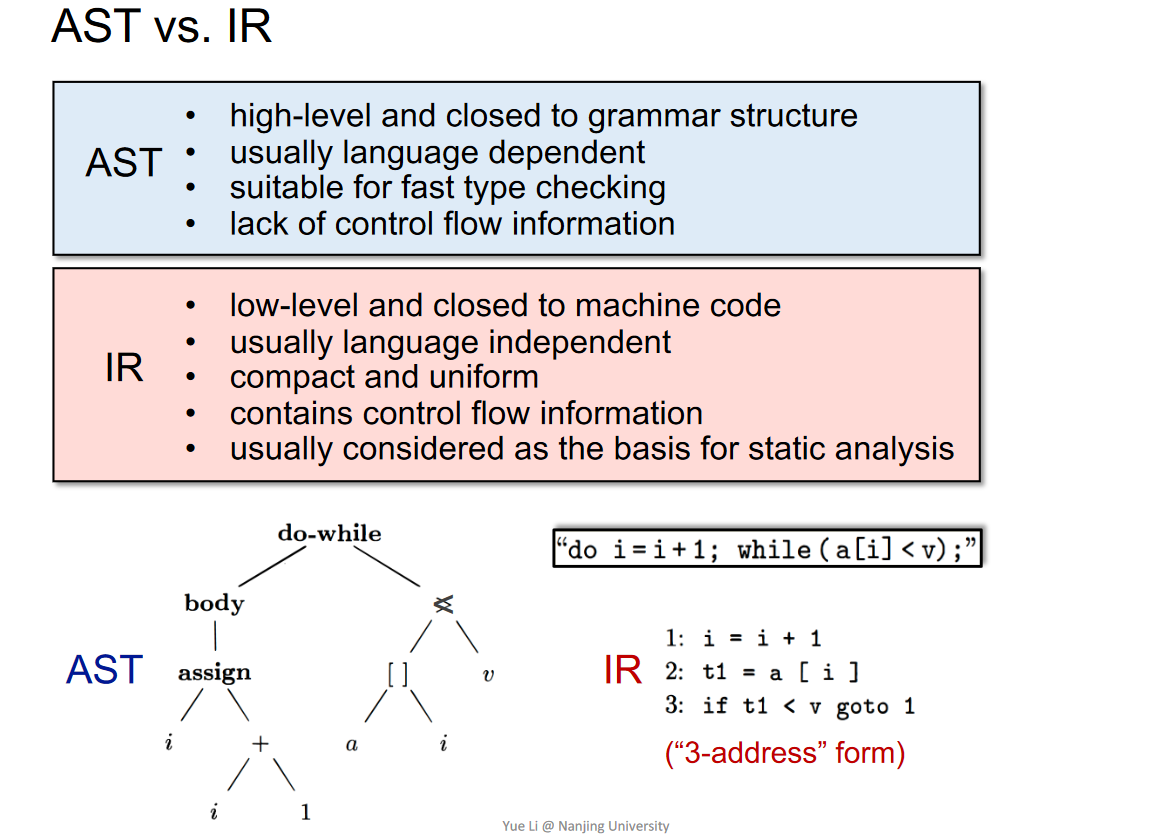 AST vs. IR
AST
• high-level and closed to grammar structure
• usually language dependent
• suitable for fast type checking
• lack of control flow information
IR
• low-level and closed to machine code
• usually language independent
• compact and uniform
• contains control flow information
• usually considered as the basis for static analysis
do-while
body <
assign [ ] v
i + a i
i 1
AST
“do i=i+1; while(a[i]<v);”
IR
1: i = i + 1
2: t1 = a [ i ]
3: if t1 < v goto 1
(“3-address” form)
Yue Li @ Nanjing University